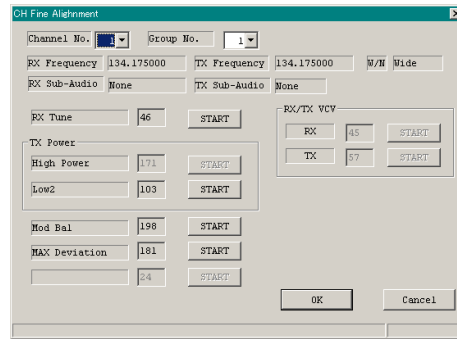 CH Fine Alighnment
Channel No. 1 Group No. 1
RX Frequency 134.175000 TX Frequency 134.175000 W/N Wide
RX Sub-Audio None TX Sub-Audio None
RX Tune 46 START
RX/TX VCV
RX 45 START
TX 57 START
TX Power
High Power 171 START
Low2 103 START
Mod Bal 198 START
MAX Deviation 181 START
24 START
OK Cancel